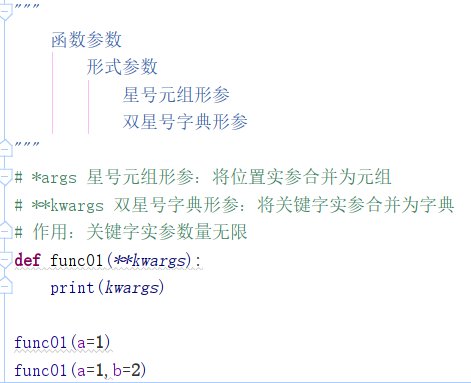 """
    函数参数
        形式参数
            星号元组形参
            双星号字典形参
"""
# *args 星号元组形参：将位置实参合并为元组
# **kwargs 双星号字典形参：将关键字实参合并为字典
# 作用：关键字实参数量无限
def func01(**kwargs):
    print(kwargs)

func01(a=1)
func01(a=1,b=2)